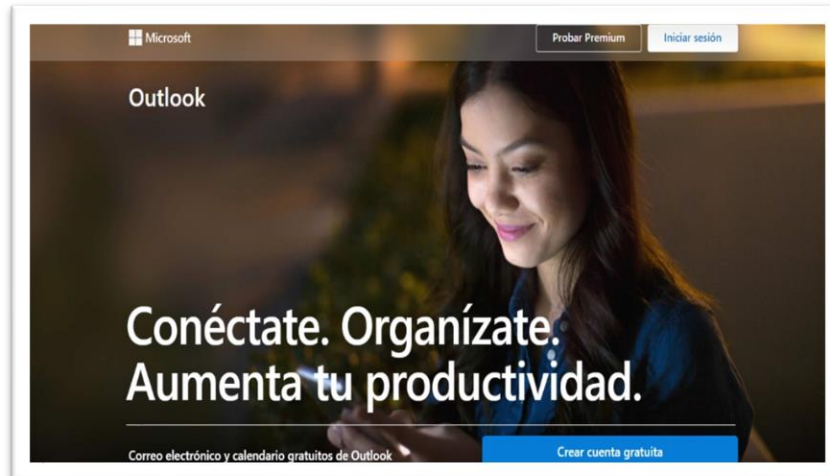 Microsoft
Probar Premium
Iniciar sesión
Outlook
Conéctate. Organízate.
Aumenta tu productividad.
Correo electrónico y calendario gratuitos de Outlook
Crear cuenta gratuita